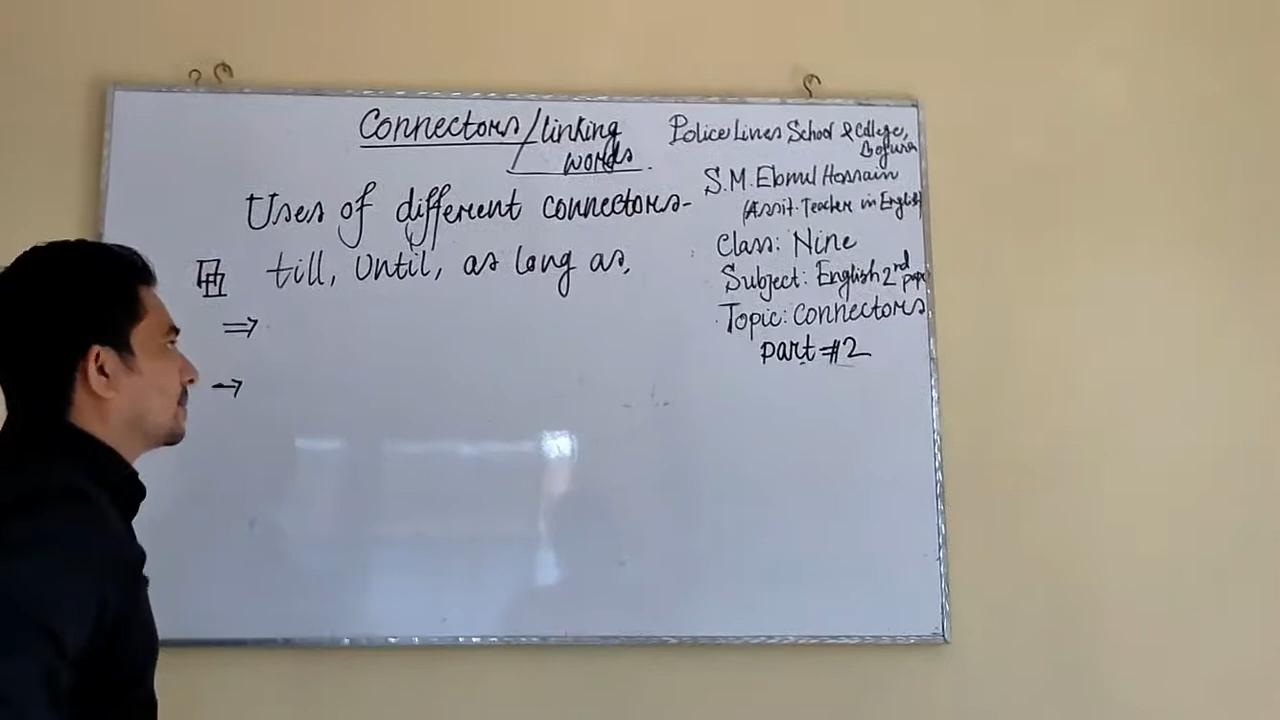 Connectors/linking
words.
Uses of different connectors-
till, until, as long as,
⇒
→
Police Lines School & College,
Bogura
S.M. Ebnul Hossain
(Assit. Teacher in English)
Class: Nine
Subject: English 2nd paper
Topic: Connectors
part #2